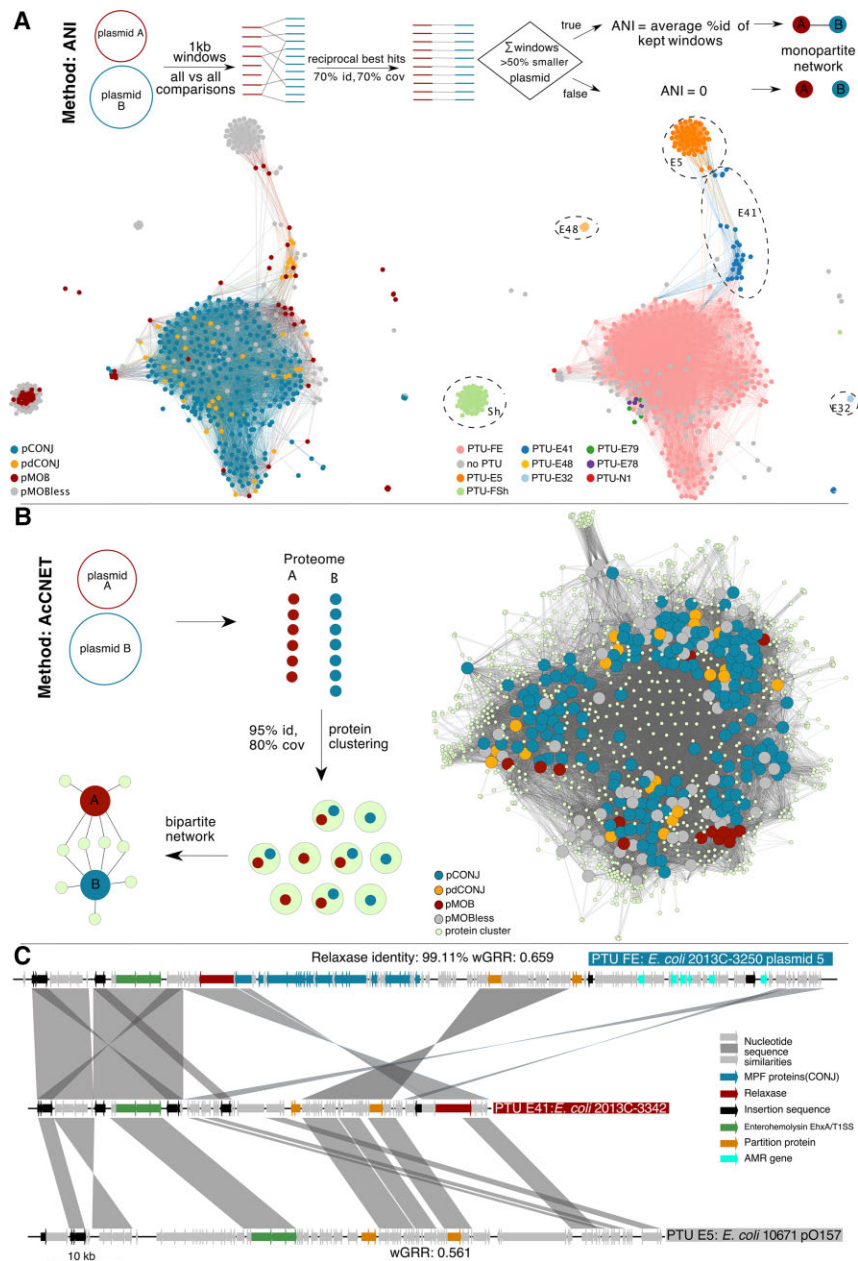 A
Method: ANI
plasmid A
plasmid B
1kb windows
all vs all comparisons
reciprocal best hits
70% id, 70% cov
∑windows >50% smaller plasmid
true
false
ANI = average %id of kept windows
ANI = 0
A
B
monopartite network
A
B
pCONJ
pdCONJ
pMOB
pMOBless
E5
E41
E48
Sh
E32
PTU-FE
no PTU
PTU-E5
PTU-FSh
PTU-E41
PTU-E48
PTU-E32
PTU-E79
PTU-E78
PTU-N1
B
Method: AcCNET
plasmid A
plasmid B
Proteome
A B
95% id, 80% cov
protein clustering
bipartite network
A
B
pCONJ
pdCONJ
pMOB
pMOBless
protein cluster
C
Relaxase identity: 99.11% wGRR: 0.659
PTU FE: E. coli 2013C-3250 plasmid 5
PTU E41:E. coli 2013C-3342
PTU E5: E. coli 10671 pO157
wGRR: 0.561
10 kb
Nucleotide sequence similarities
MPF proteins(CONJ)
Relaxase
Insertion sequence
Enterohemolysin EhxA/T1SS
Partition protein
AMR gene